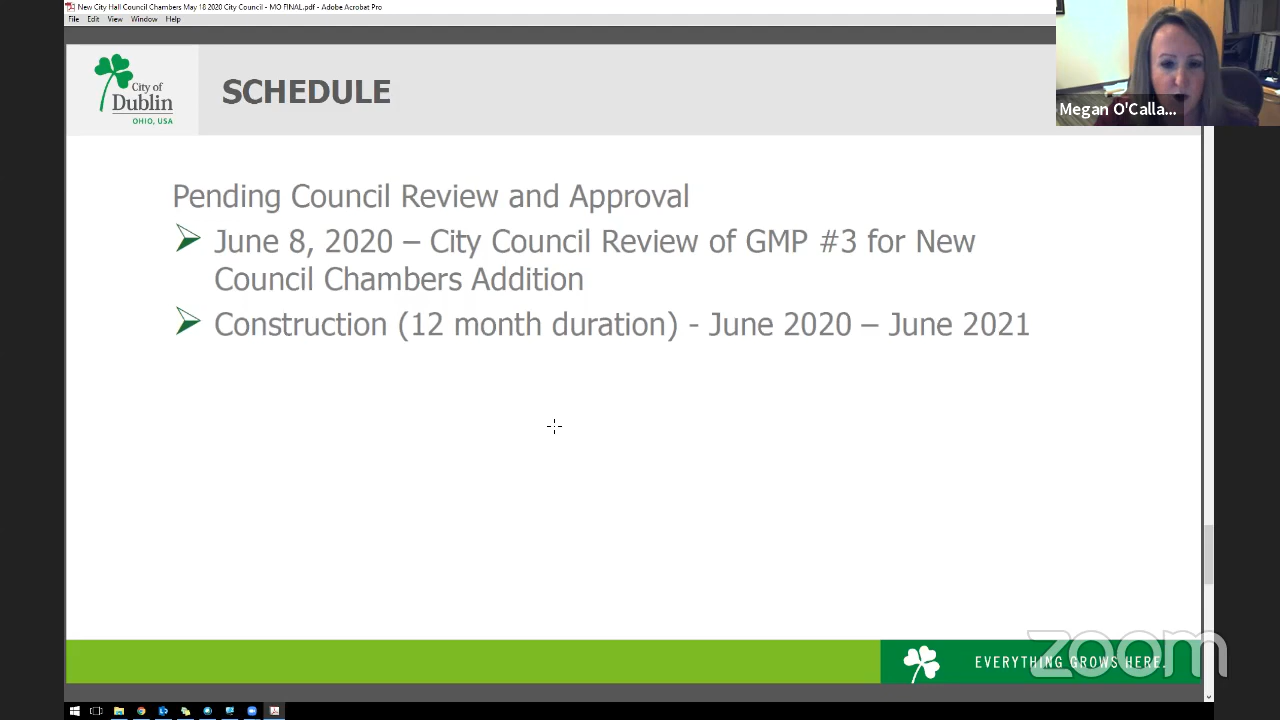 New City Hall Council Chambers May 18 2020 City Council - MO FINAL.pdf - Adobe Acrobat Pro
File Edit View Window Help
City of
Dublin
OHIO, USA
SCHEDULE
Megan O'Calla...
Pending Council Review and Approval
June 8, 2020 – City Council Review of GMP #3 for New
Council Chambers Addition
Construction (12 month duration) - June 2020 – June 2021
EVERYTHING GROWS HERE.
zoom